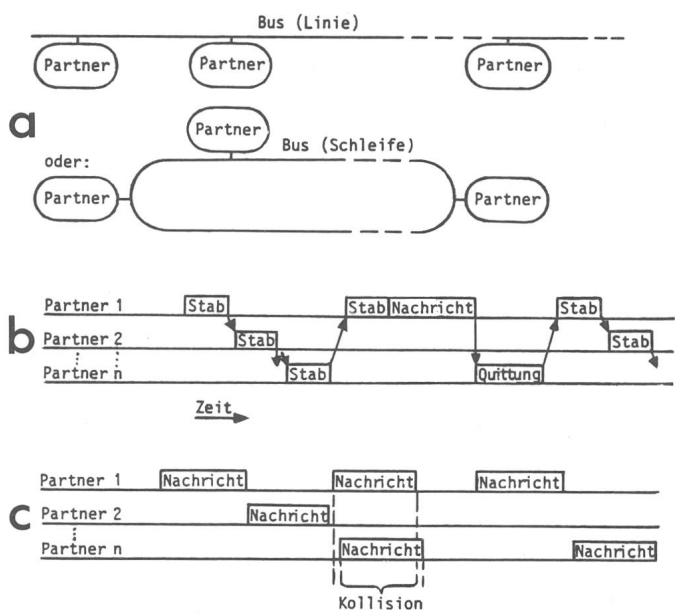 Bus (Linie)
Partner Partner Partner
a
Partner
oder: Bus (Schleife)
Partner Partner
b
Partner 1 Stab Stab Nachricht Stab
Partner 2 Stab Stab
Partner n Stab Quittung
Zeit
c
Partner 1 Nachricht Nachricht Nachricht
Partner 2 Nachricht
Partner n Nachricht Nachricht
Kollision